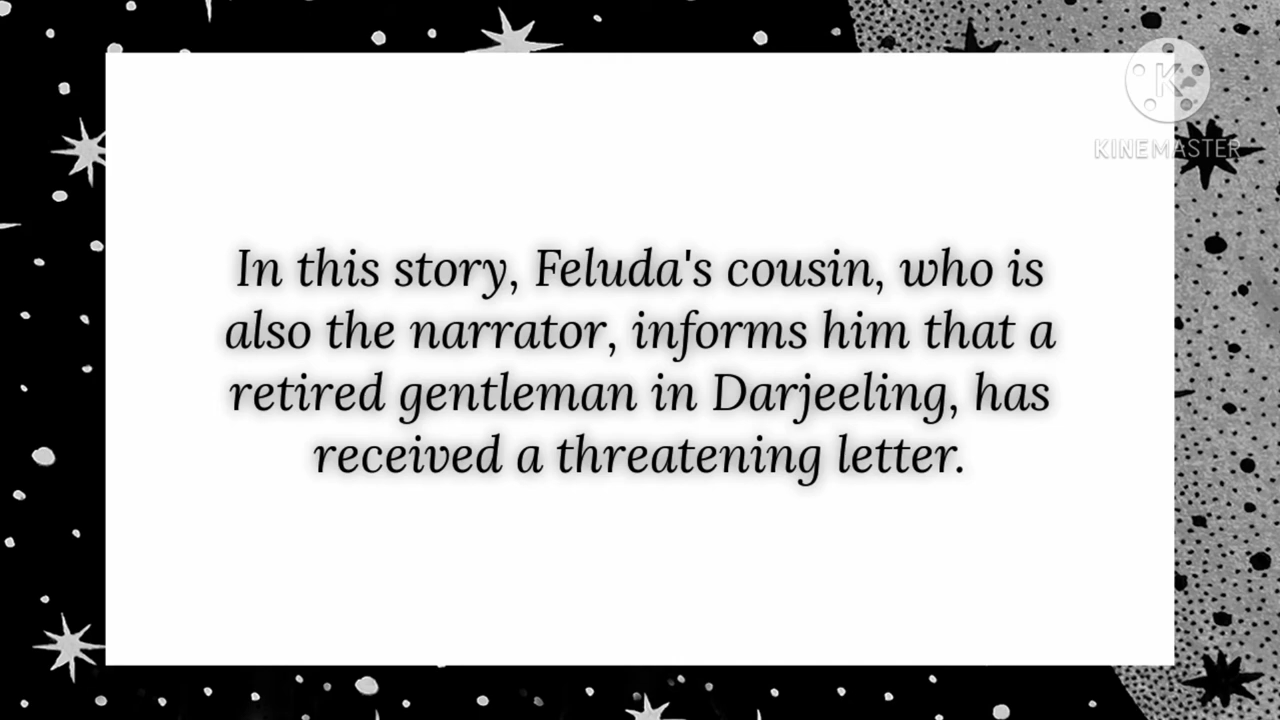 KINEMASTER
In this story, Feluda's cousin, who is
also the narrator, informs him that a
retired gentleman in Darjeeling, has
received a threatening letter.